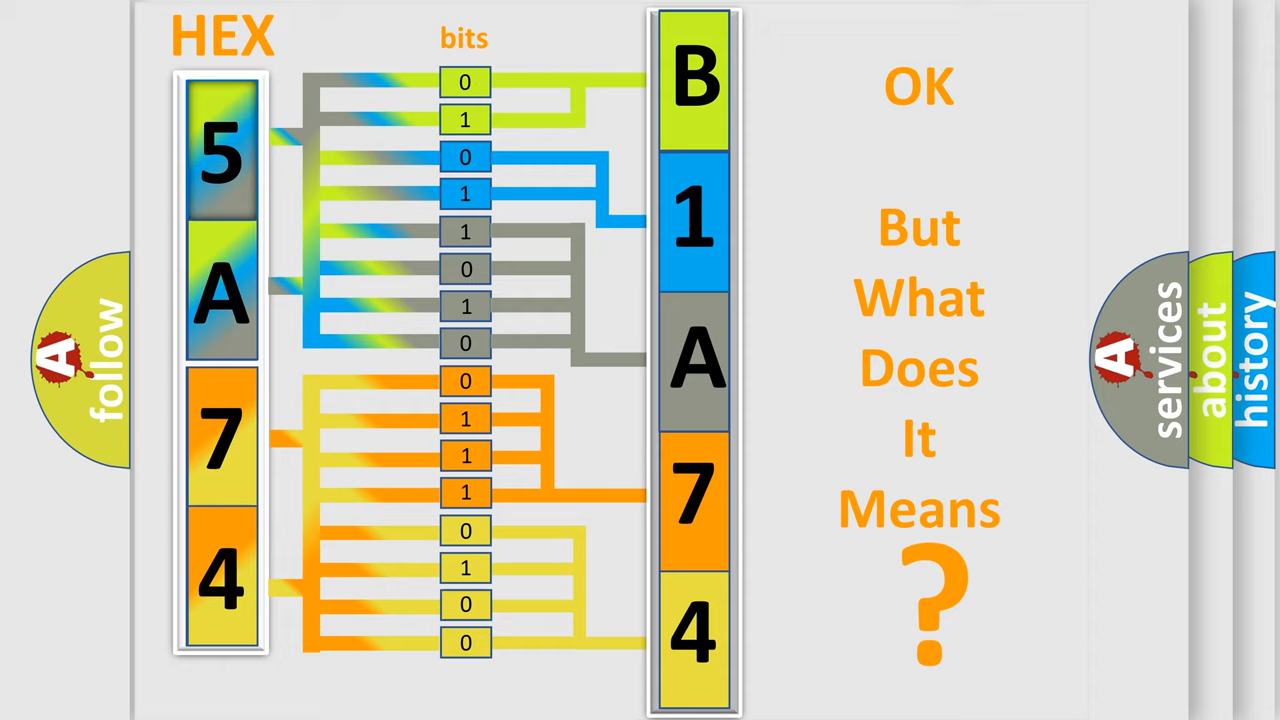 HEX
bits
5
A
7
4
0
1
0
1
1
0
1
0
0
1
1
1
0
1
0
0
B
1
A
7
4
OK
But
What
Does
It
Means
?
A
follow
A
services
about
history